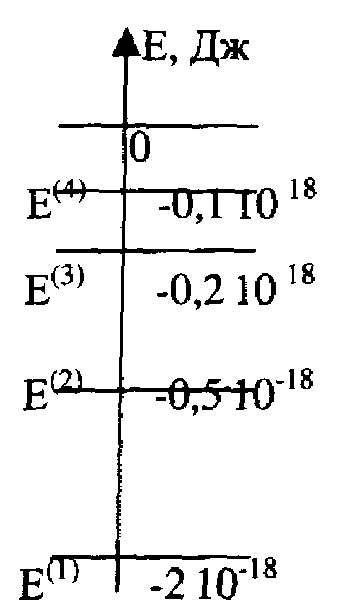 E, Дж
0
E⁽⁴⁾ -0,1 10 ¹⁸
E⁽³⁾ -0,2 10 ¹⁸
E⁽²⁾ -0,5 10⁻¹⁸
E⁽¹⁾ -2 10⁻¹⁸